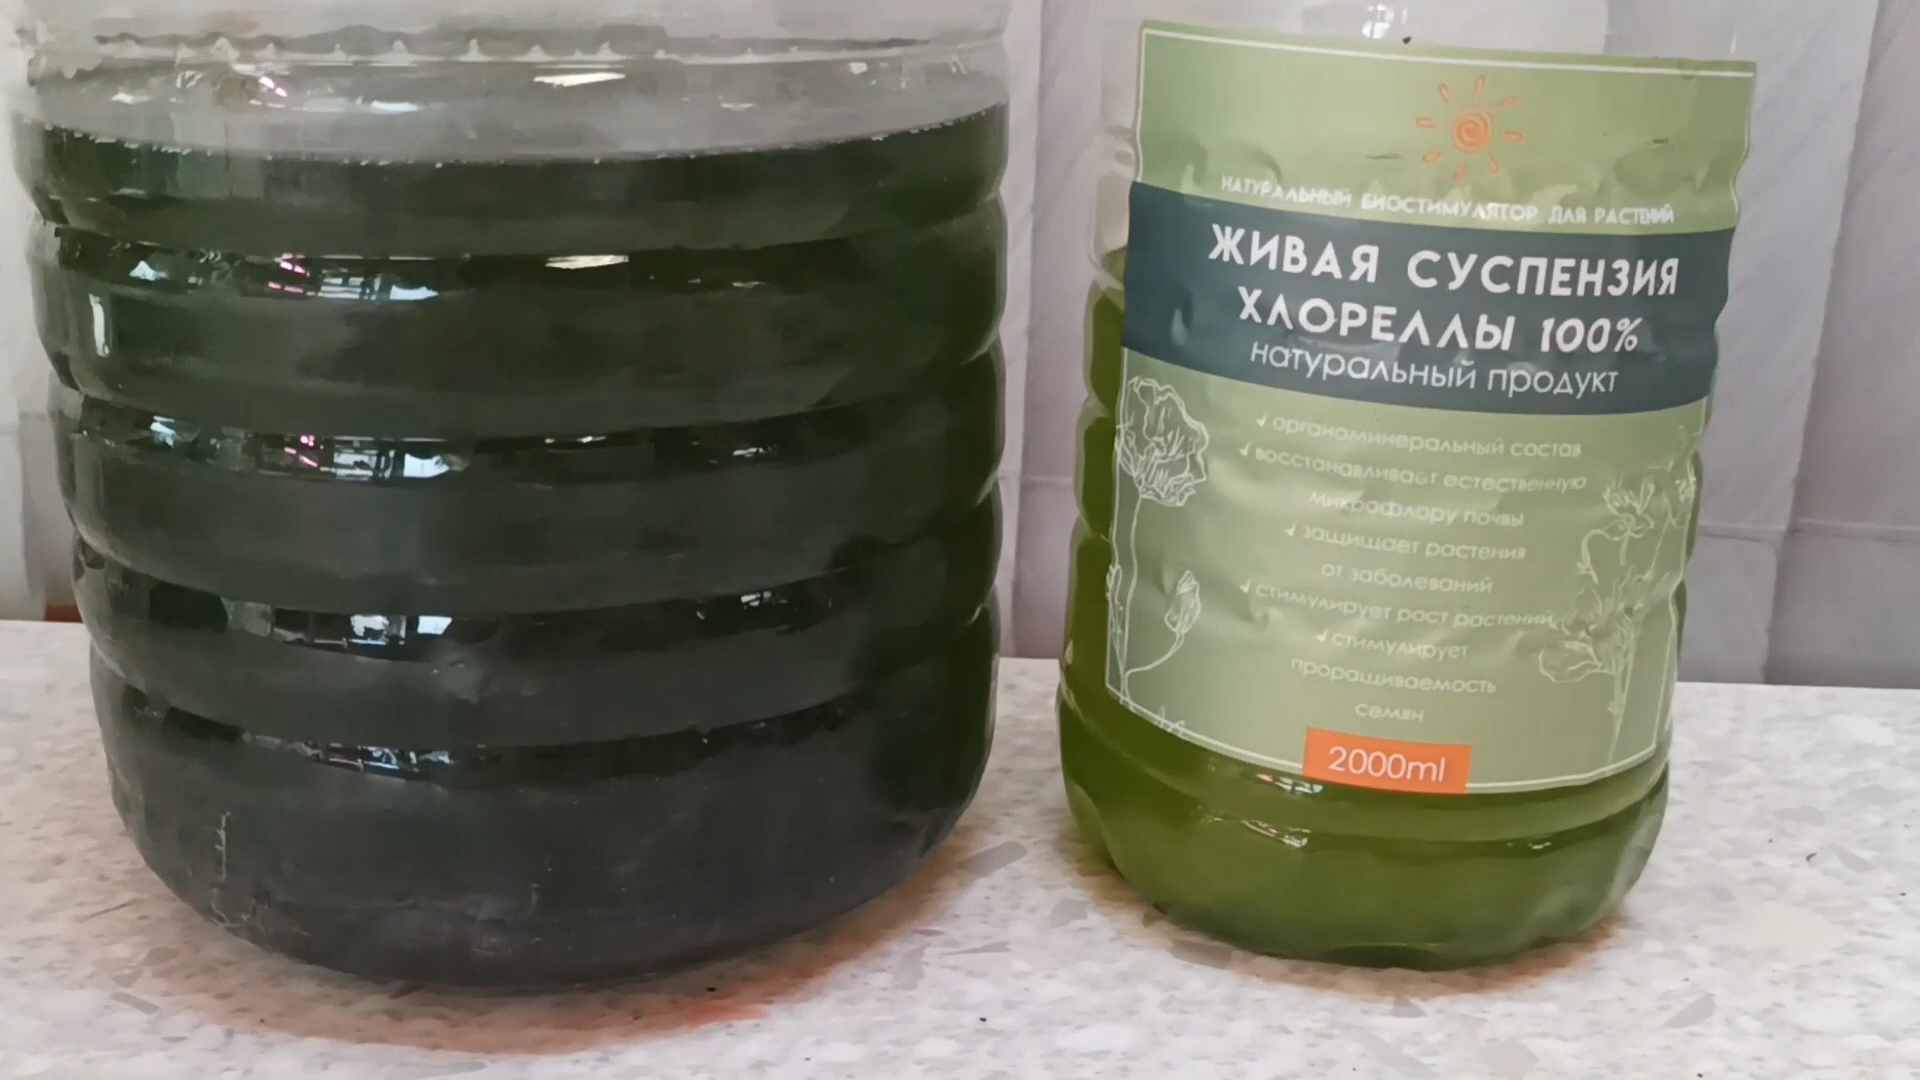 НАТУРАЛЬНЫЙ БИОСТИМУЛЯТОР ДЛЯ РАСТЕНИЙ
ЖИВАЯ СУСПЕНЗИЯ
ХЛОРЕЛЛЫ 100%
натуральный продукт
✓ органоминеральный состав
✓ восстанавливает естественную
микрофлору почвы
✓ защищает растения
от заболеваний
✓ стимулирует рост растений
✓ стимулирует
проращиваемость
семян
2000ml